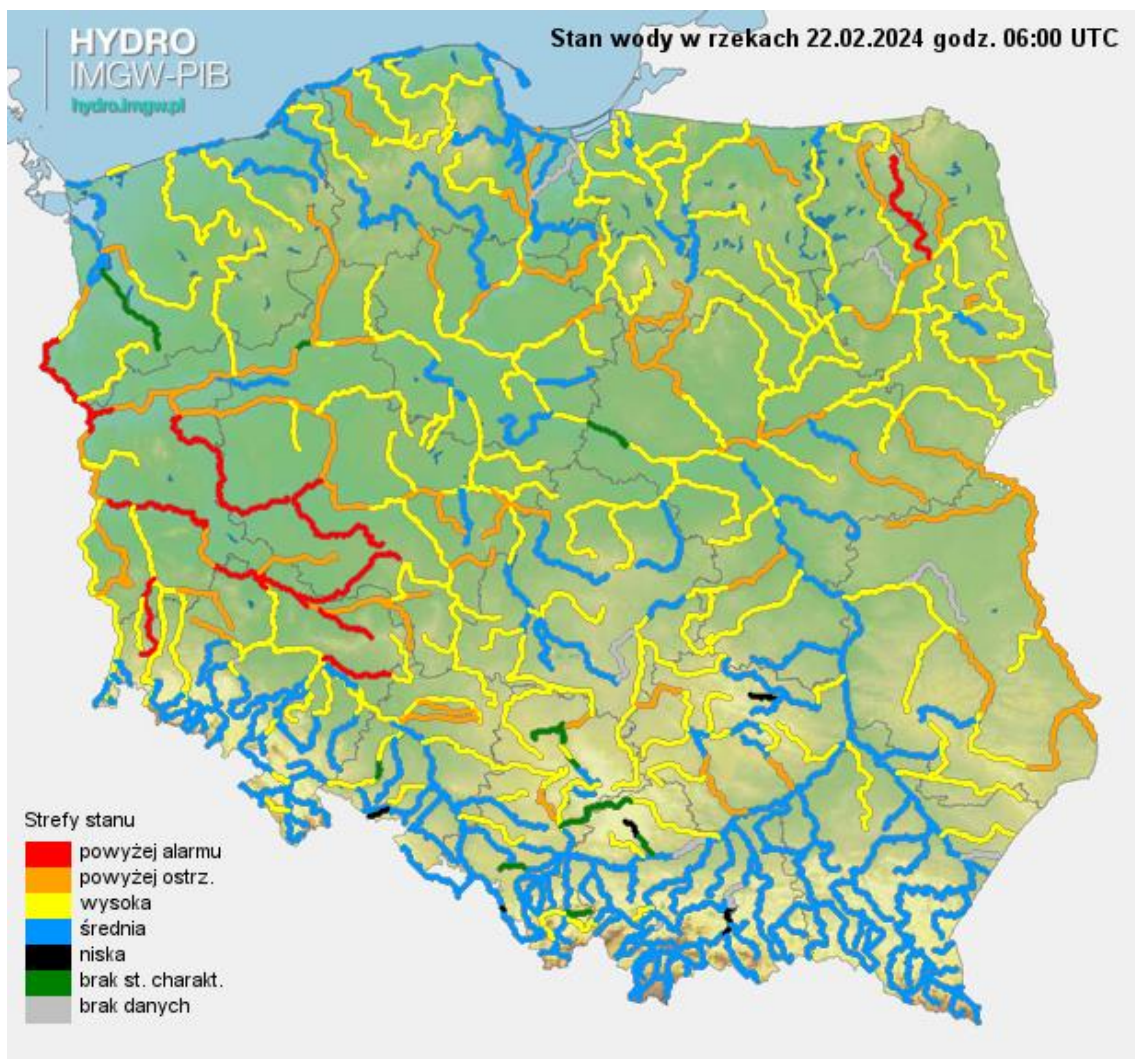 HYDRO
IMGW-PIB
hydro.imgw.pl
Stan wody w rzekach 22.02.2024 godz. 06:00 UTC
Strefy stanu
powyżej alarmu
powyżej ostrz.
wysoka
średnia
niska
brak st. charakt.
brak danych